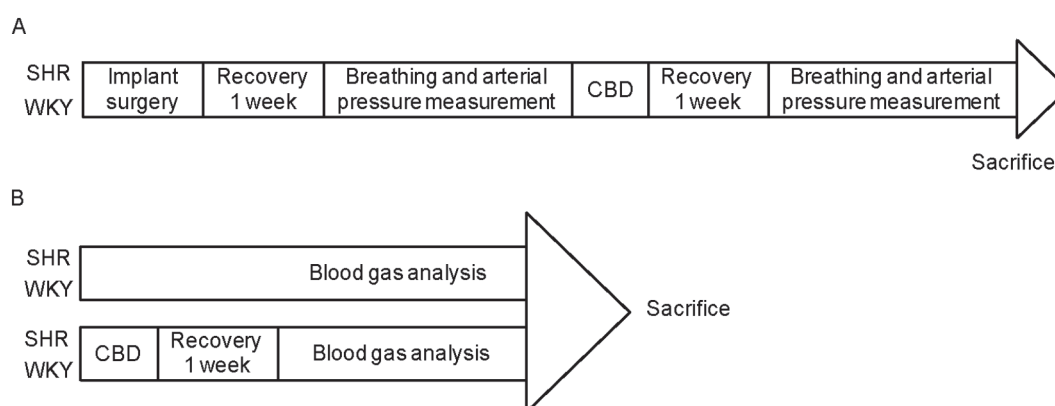 A
SHR
WKY
Implant
surgery
Recovery
1 week
Breathing and arterial
pressure measurement
CBD
Recovery
1 week
Breathing and arterial
pressure measurement
Sacrifice
B
SHR
WKY
Blood gas analysis
SHR
WKY
CBD
Recovery
1 week
Blood gas analysis
Sacrifice